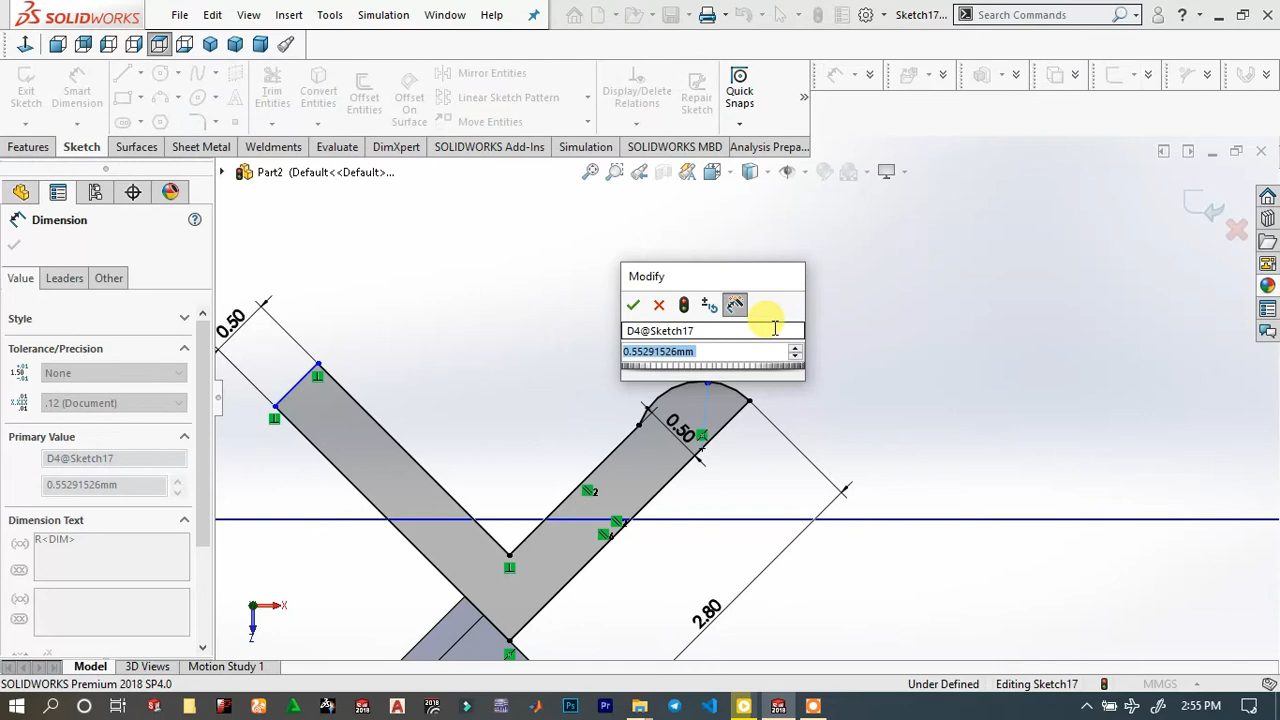 SOLIDWORKS
File Edit View Insert Tools Simulation Window Help
Sketch17...
Search Commands
?
Exit Sketch
Smart Dimension
Trim Entities
Convert Entities
Offset Entities
Offset On Surface
Mirror Entities
Linear Sketch Pattern
Move Entities
Display/Delete Relations
Repair Sketch
Quick Snaps
Features Sketch Surfaces Sheet Metal Weldments Evaluate DimXpert SOLIDWORKS Add-Ins Simulation SOLIDWORKS MBD Analysis Prepa...
Part2 (Default<<Default>...
Dimension
Value Leaders Other
Style
Tolerance/Precision
None
.12 (Document)
Primary Value
D4@Sketch17
0.55291526mm
Dimension Text
R<DIM>
Modify
D4@Sketch17
0.55291526mm
0.50
0.50
2.80
X
Z
Model 3D Views Motion Study 1
SOLIDWORKS Premium 2018 SP4.0
Under Defined Editing Sketch17 MMGS
2:55 PM